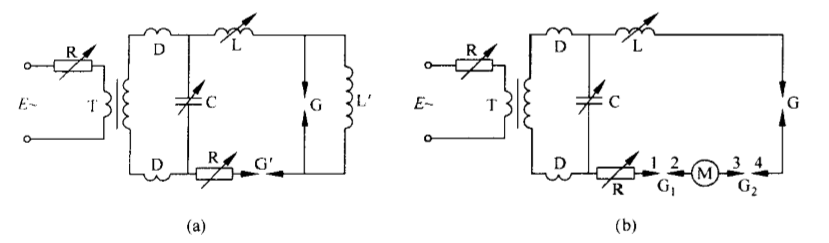 D L D L
R R
E~ T C G L' E~ T C G
D R G' D R 1 2 G₁ M 3 4 G₂
(a) (b)